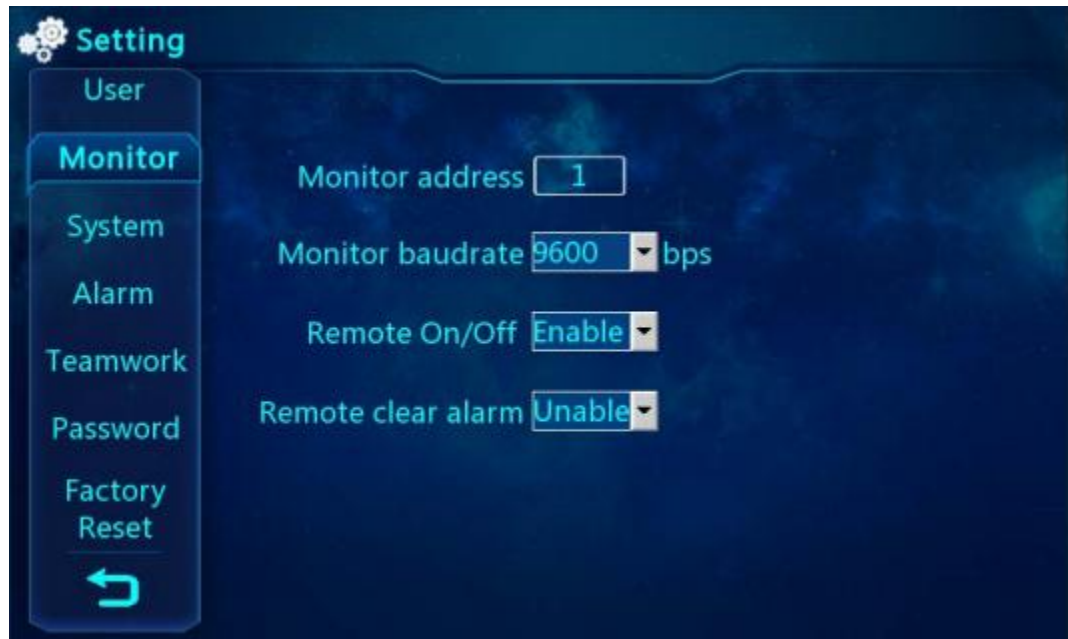 Setting
User
Monitor
System
Alarm
Teamwork
Password
Factory
Reset
Monitor address 1
Monitor baudrate 9600 bps
Remote On/Off Enable
Remote clear alarm Unable